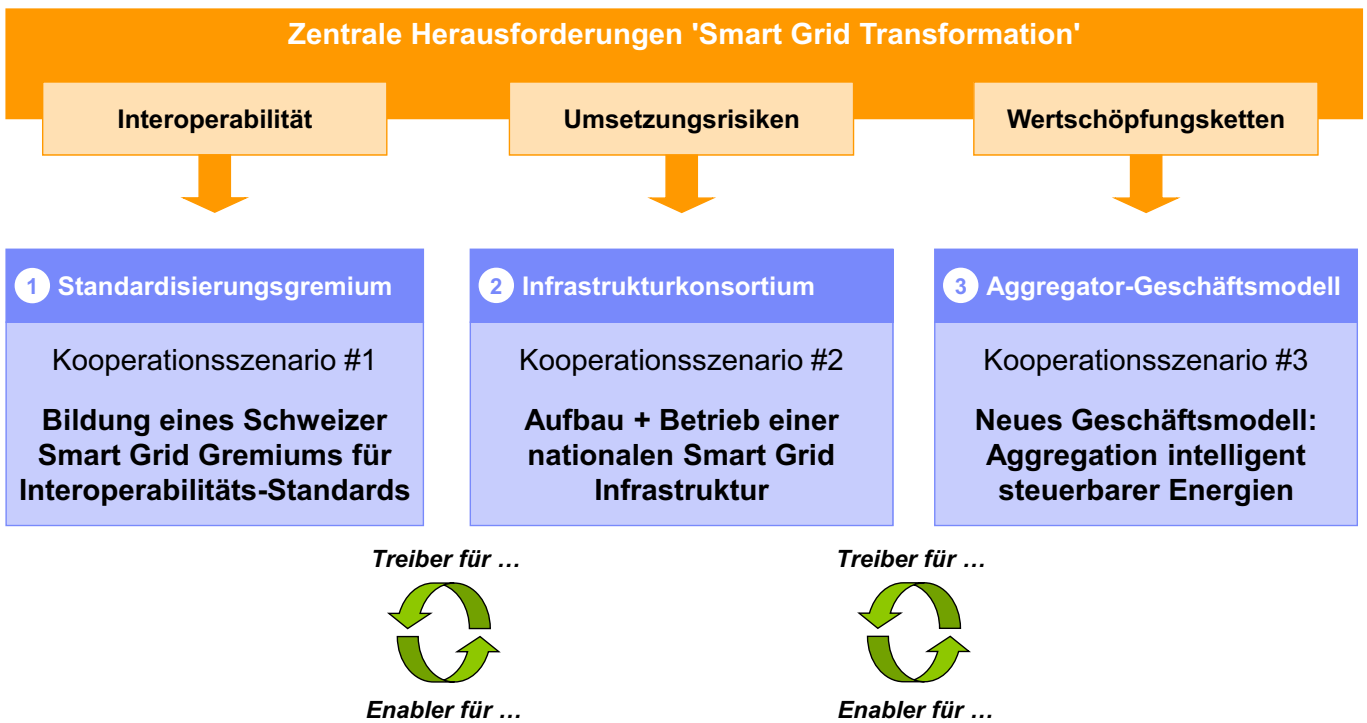 Zentrale Herausforderungen 'Smart Grid Transformation'
Interoperabilität
Umsetzungsrisiken
Wertschöpfungsketten
1 Standardisierungsgremium
Kooperationsszenario #1
Bildung eines Schweizer
Smart Grid Gremiums für
Interoperabilitäts-Standards
2 Infrastrukturkonsortium
Kooperationsszenario #2
Aufbau + Betrieb einer
nationalen Smart Grid
Infrastruktur
3 Aggregator-Geschäftsmodell
Kooperationsszenario #3
Neues Geschäftsmodell:
Aggregation intelligent
steuerbarer Energien
Treiber für …
Enabler für …
Treiber für …
Enabler für …